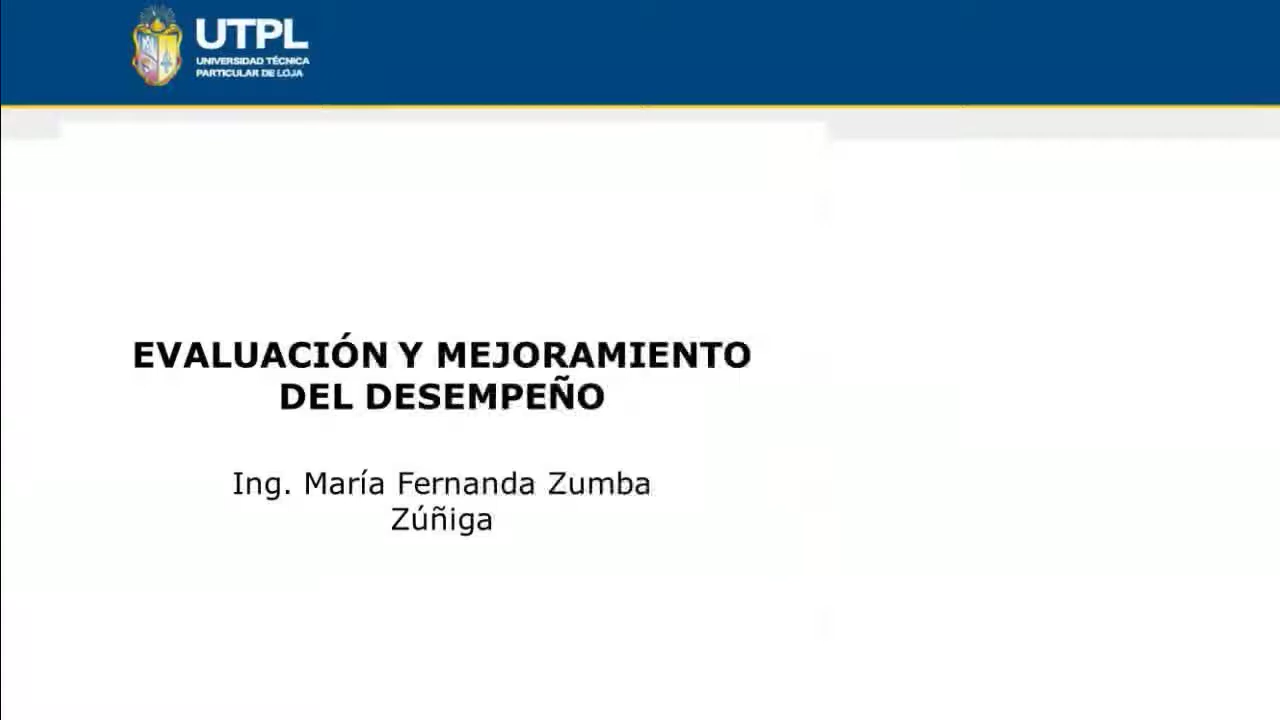 UTPL
UNIVERSIDAD TÉCNICA
PARTICULAR DE LOJA
EVALUACIÓN Y MEJORAMIENTO
DEL DESEMPEÑO
Ing. María Fernanda Zumba
Zúñiga